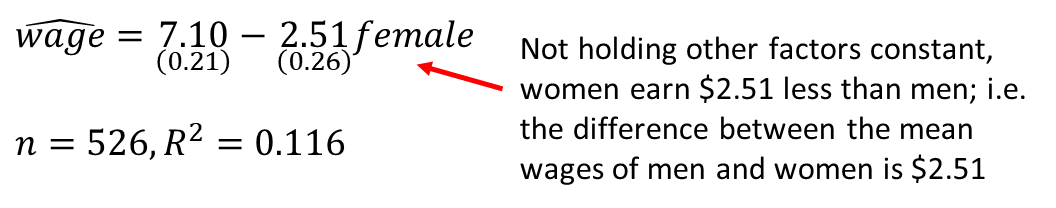 wage = 7.10 − 2.51 female
(0.21) (0.26)
n = 526, R² = 0.116
Not holding other factors constant,
women earn $2.51 less than men; i.e.
the difference between the mean
wages of men and women is $2.51